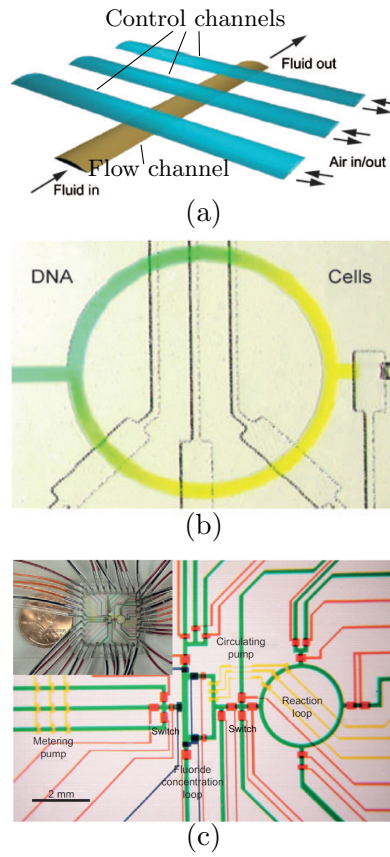 Control channels
Fluid out
Flow channel
Air in/out
Fluid in
(a)
DNA
Cells
(b)
Circulating
pump
Reaction
loop
Switch
Switch
Metering
pump
Fluoride
concentration
loop
2 mm
(c)